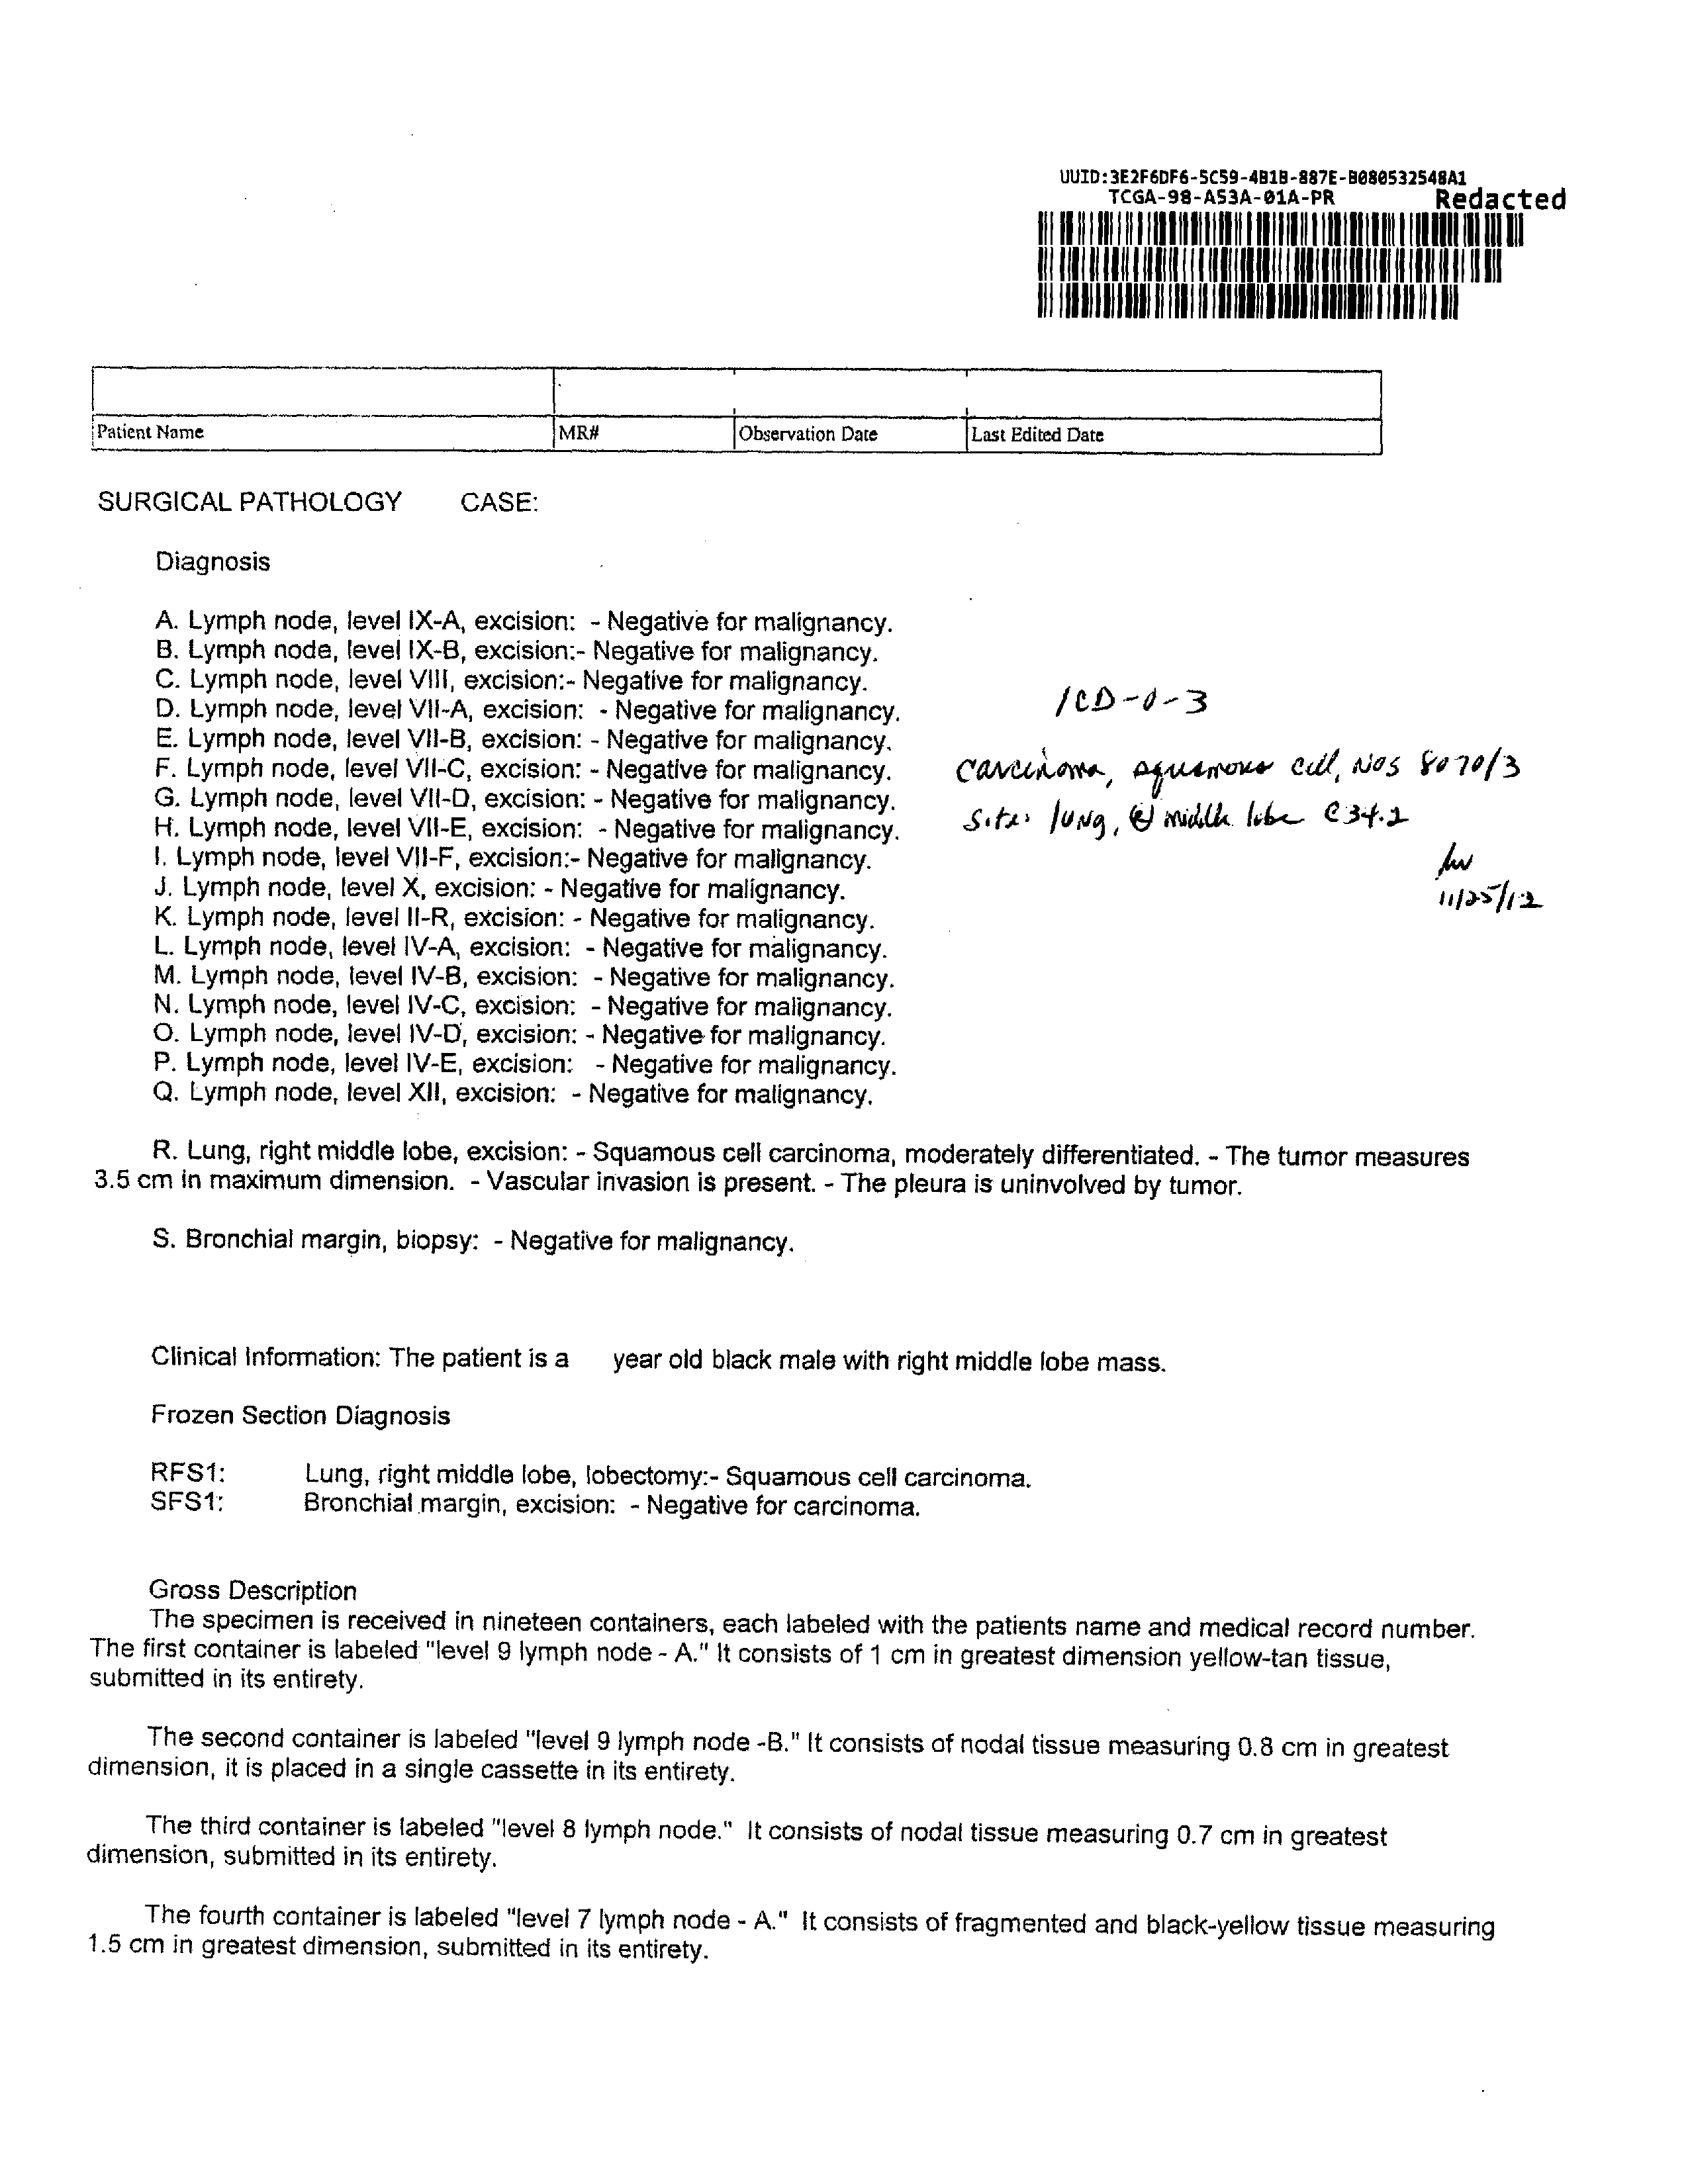 UUID:3E2F6DF6-5C59-4B1B-887E-B080532548A1
TCGA-98-A53A-01A-PR Redacted
Patient Name MR# Observation Date Last Edited Date
SURGICAL PATHOLOGY CASE:
Diagnosis
A. Lymph node, level IX-A, excision: - Negative for malignancy.
B. Lymph node, level IX-B, excision:- Negative for malignancy.
C. Lymph node, level VIII, excision:- Negative for malignancy.
D. Lymph node, level VII-A, excision: - Negative for malignancy.
E. Lymph node, level VII-B, excision: - Negative for malignancy.
F. Lymph node, level VII-C, excision: - Negative for malignancy.
G. Lymph node, level VII-D, excision: - Negative for malignancy.
H. Lymph node, level VII-E, excision: - Negative for malignancy.
I. Lymph node, level VII-F, excision:- Negative for malignancy.
J. Lymph node, level X, excision: - Negative for malignancy.
K. Lymph node, level II-R, excision: - Negative for malignancy.
L. Lymph node, level IV-A, excision: - Negative for malignancy.
M. Lymph node, level IV-B, excision: - Negative for malignancy.
N. Lymph node, level IV-C, excision: - Negative for malignancy.
O. Lymph node, level IV-D, excision: - Negative for malignancy.
P. Lymph node, level IV-E, excision: - Negative for malignancy.
Q. Lymph node, level XII, excision: - Negative for malignancy.
ICD-O-3
carcinoma, squamous cell, NOS 8070/3
Site: lung, middle lobe C34.2
11/25/12
R. Lung, right middle lobe, excision: - Squamous cell carcinoma, moderately differentiated. - The tumor measures
3.5 cm in maximum dimension. - Vascular invasion is present. - The pleura is uninvolved by tumor.
S. Bronchial margin, biopsy: - Negative for malignancy.
Clinical Information: The patient is a year old black male with right middle lobe mass.
Frozen Section Diagnosis
RFS1: Lung, right middle lobe, lobectomy:- Squamous cell carcinoma.
SFS1: Bronchial margin, excision: - Negative for carcinoma.
Gross Description
The specimen is received in nineteen containers, each labeled with the patients name and medical record number.
The first container is labeled "level 9 lymph node - A." It consists of 1 cm in greatest dimension yellow-tan tissue,
submitted in its entirety.
The second container is labeled "level 9 lymph node -B." It consists of nodal tissue measuring 0.8 cm in greatest
dimension, it is placed in a single cassette in its entirety.
The third container is labeled "level 8 lymph node." It consists of nodal tissue measuring 0.7 cm in greatest
dimension, submitted in its entirety.
The fourth container is labeled "level 7 lymph node - A." It consists of fragmented and black-yellow tissue measuring
1.5 cm in greatest dimension, submitted in its entirety.